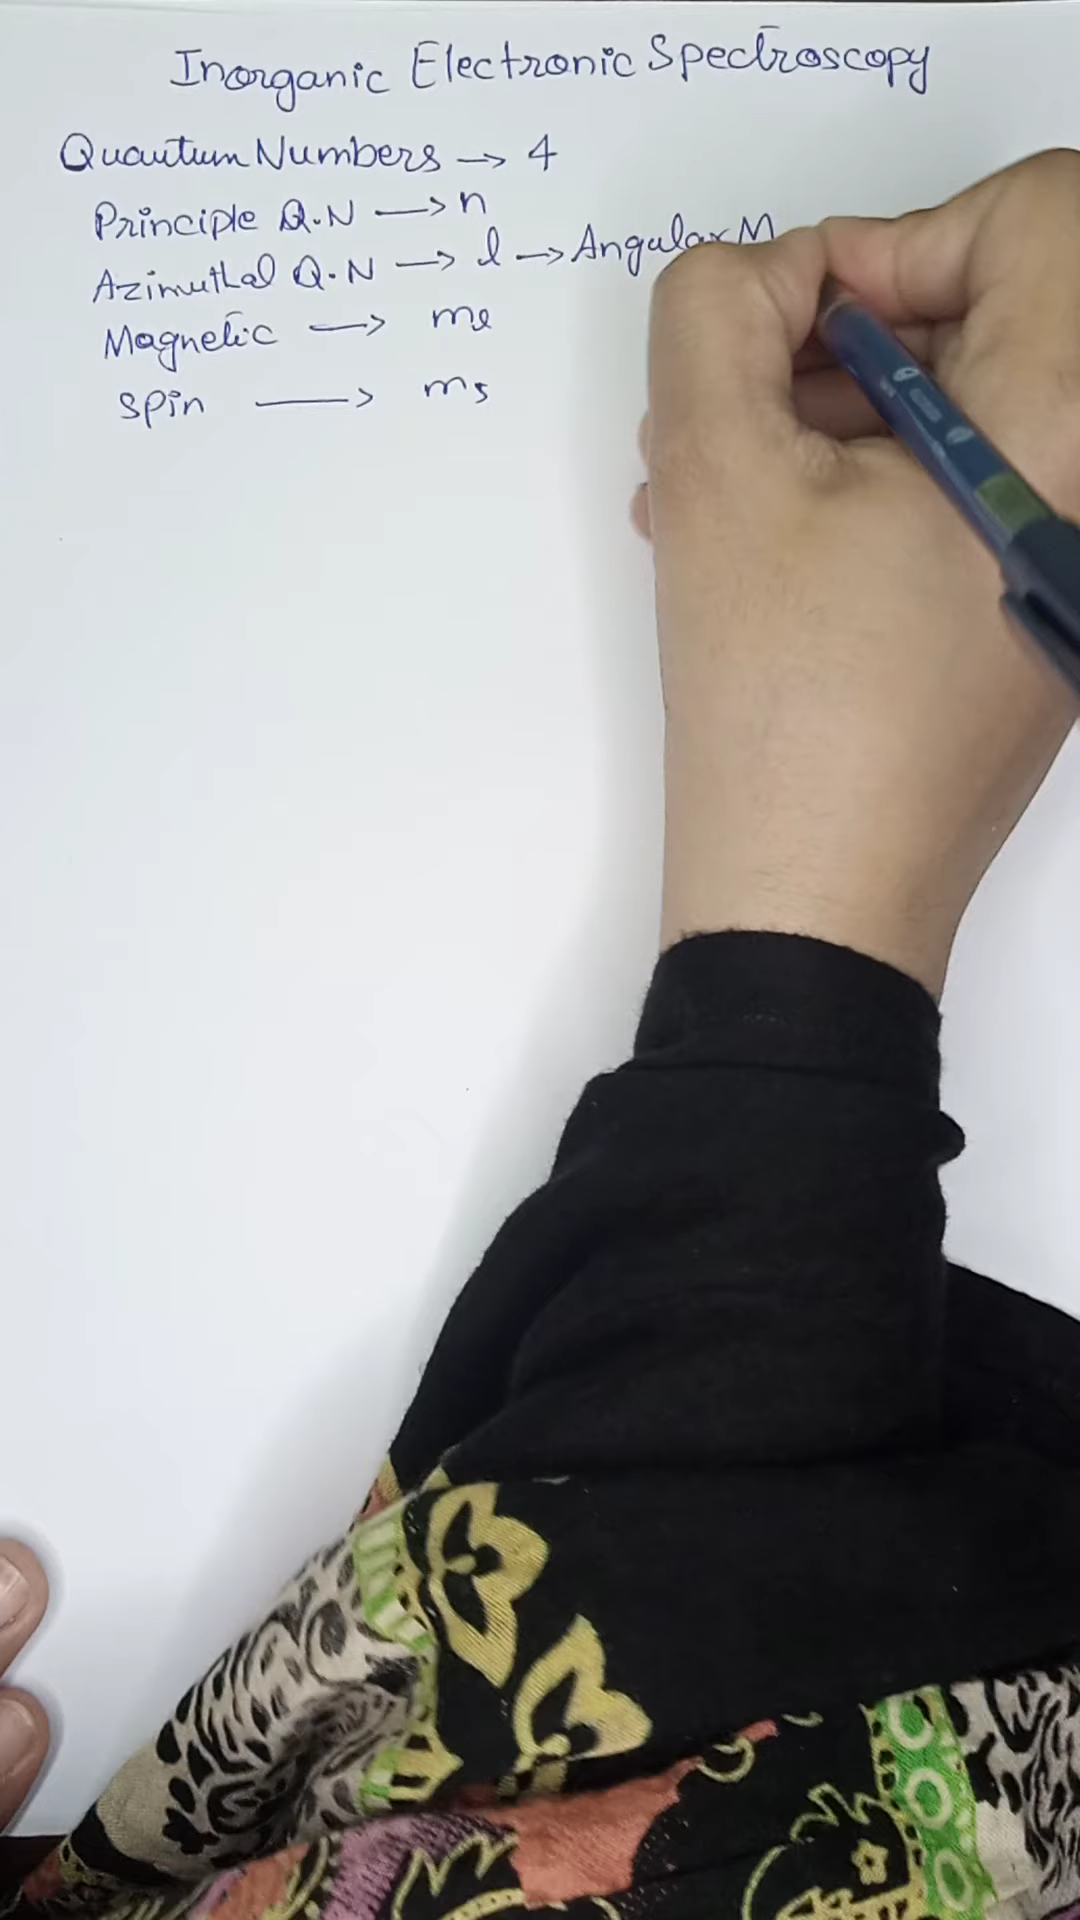 Inorganic Electronic Spectroscopy
Quantum Numbers → 4
Principle Q.N → n
Azimuthal Q.N → l → Angular M
Magnetic → ml
Spin → ms